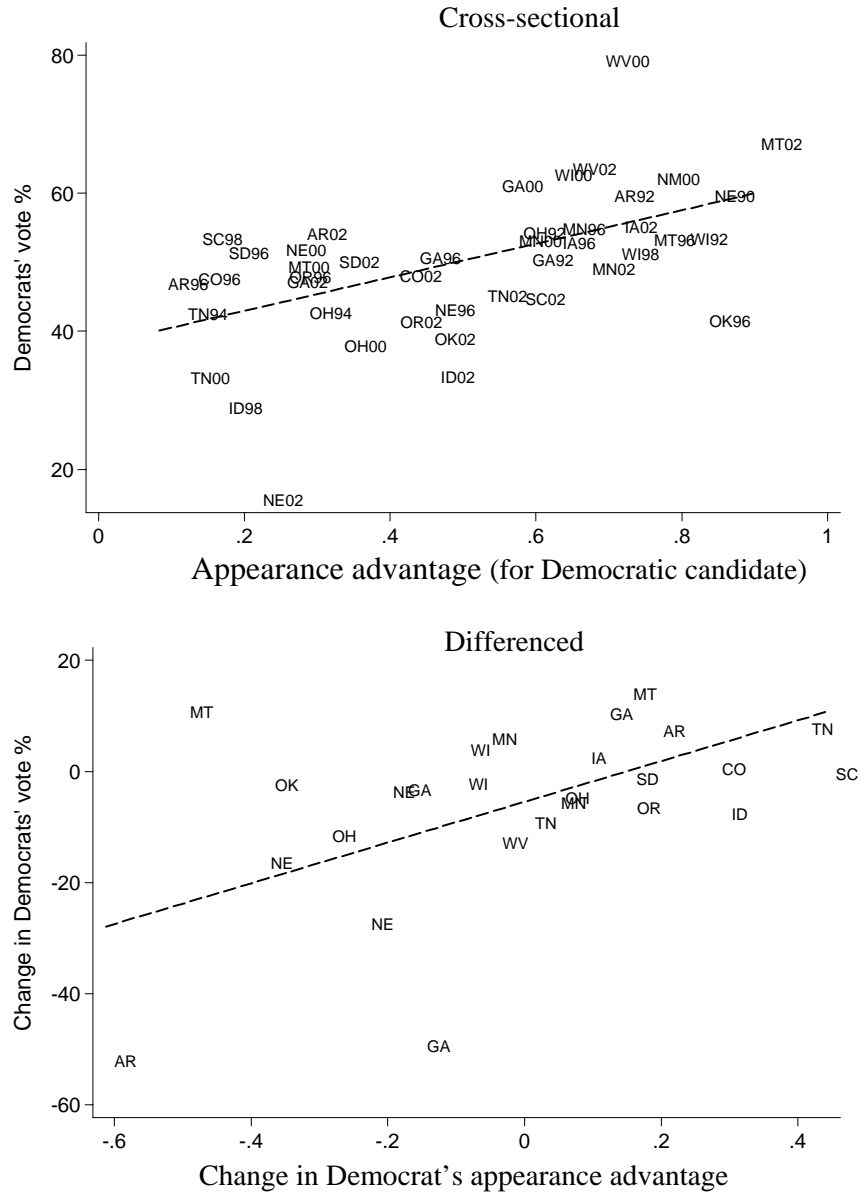 Cross-sectional
Democrats' vote %
80
60
40
20
WV00
MT02
WV02
WI00
NM00
GA00
AR92
NE90
IA02
MN96
OH92
AR02
SC98
MN00
IA96
MT96
WI92
NE00
SD96
WI98
GA96
GA92
SD02
MT00
MN02
CO02
OR96
CO96
GA02
AR96
TN02
SC02
NE96
OH94
TN94
OR02
OK96
OK02
OH00
ID02
TN00
ID98
NE02
0 .2 .4 .6 .8 1
Appearance advantage (for Democratic candidate)
Differenced
Change in Democrats' vote %
20
0
-20
-40
-60
MT
MT
GA
AR
TN
MN
WI
IA
CO
SC
SD
WI
OK
NE
GA
OH
MN
OR
ID
TN
OH
WV
NE
NE
GA
AR
-.6 -.4 -.2 0 .2 .4
Change in Democrat's appearance advantage